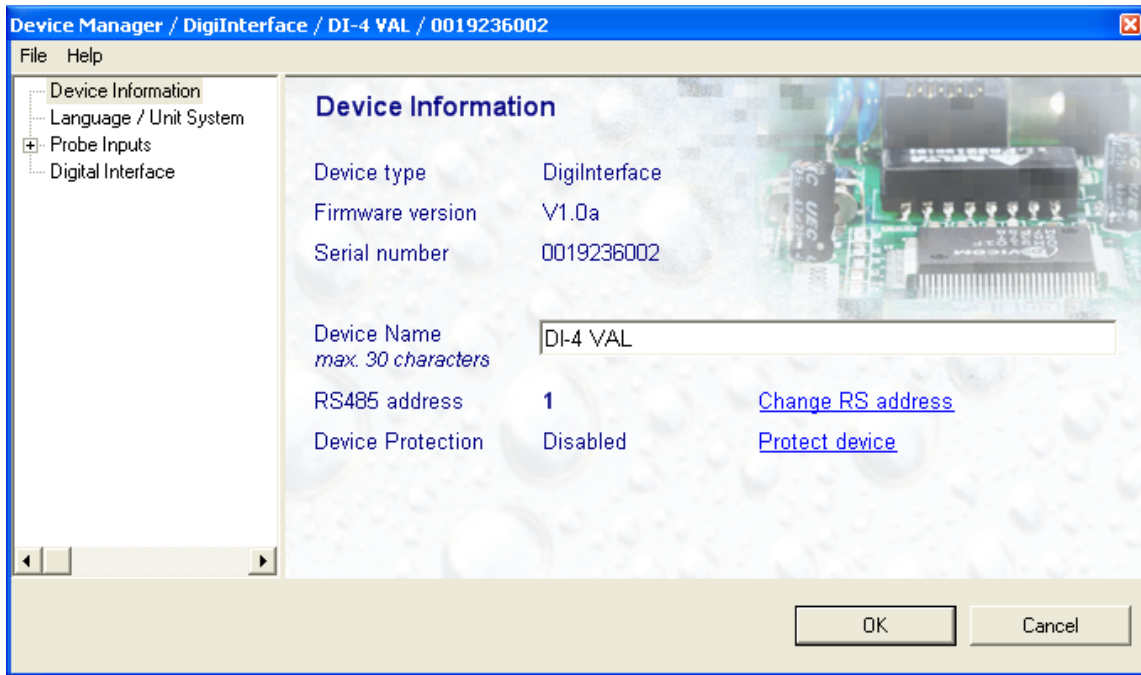 Device Manager / DigiInterface / DI-4 VAL / 0019236002
File Help
Device Information
Language / Unit System
Probe Inputs
Digital Interface
Device Information
Device type DigiInterface
Firmware version V1.0a
Serial number 0019236002
Device Name DI-4 VAL
max. 30 characters
RS485 address 1 Change RS address
Device Protection Disabled Protect device
OK Cancel